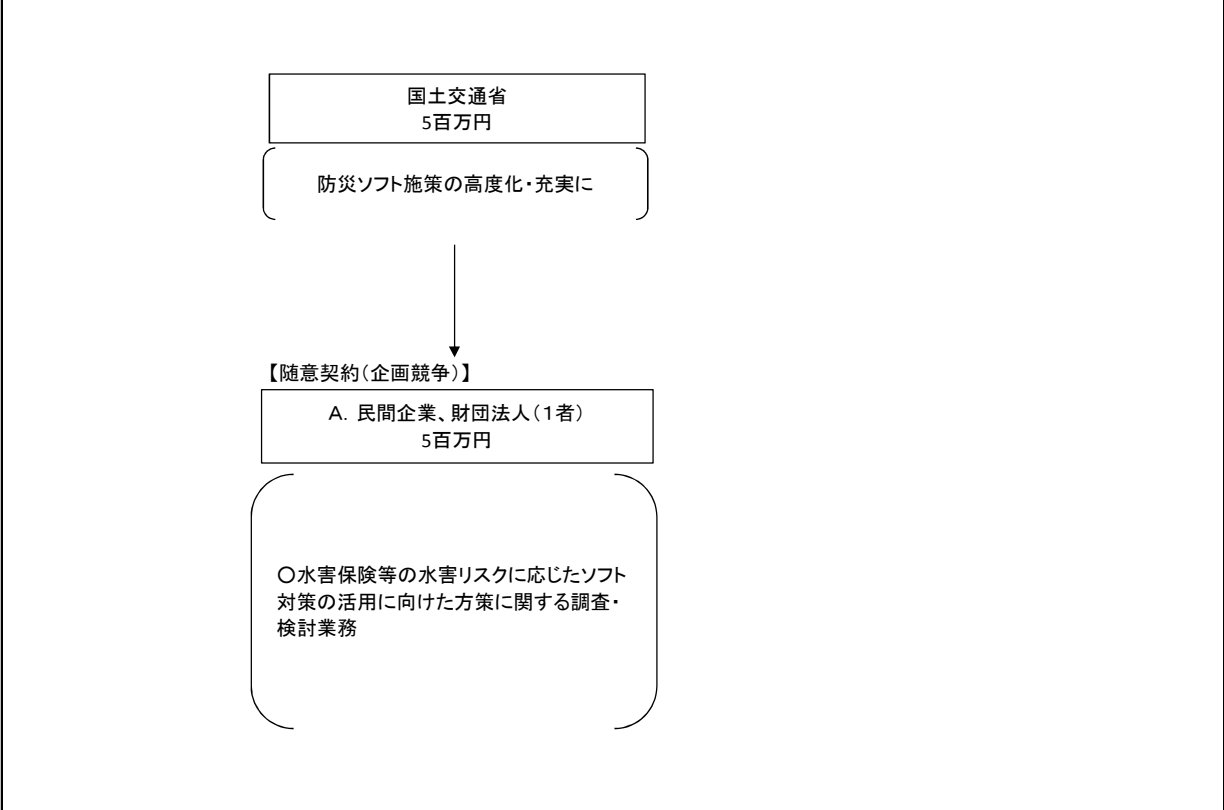 国土交通省
5百万円
防災ソフト施策の高度化・充実に
【随意契約（企画競争）】
A．民間企業、財団法人（１者）
5百万円
〇水害保険等の水害リスクに応じたソフト
対策の活用に向けた方策に関する調査・
検討業務